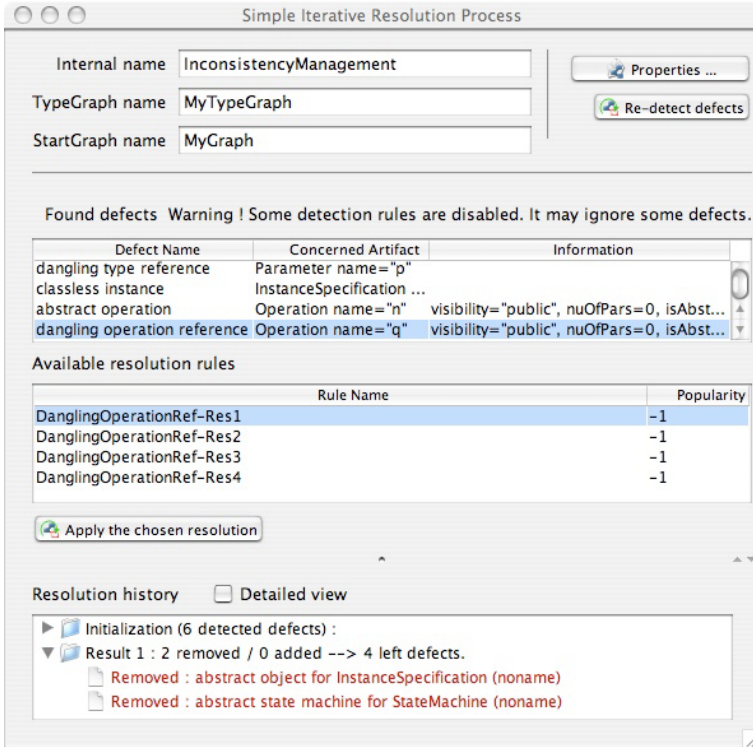 Simple Iterative Resolution Process
Internal name InconsistencyManagement
Properties ...
TypeGraph name MyTypeGraph
Re-detect defects
StartGraph name MyGraph
Found defects Warning ! Some detection rules are disabled. It may ignore some defects.
Defect Name Concerned Artifact Information
dangling type reference Parameter name="p"
classless instance InstanceSpecification ...
abstract operation Operation name="n" visibility="public", nuOfPars=0, isAbst...
dangling operation reference Operation name="q" visibility="public", nuOfPars=0, isAbst...
Available resolution rules
Rule Name Popularity
DanglingOperationRef-Res1 -1
DanglingOperationRef-Res2 -1
DanglingOperationRef-Res3 -1
DanglingOperationRef-Res4 -1
Apply the chosen resolution
Resolution history Detailed view
Initialization (6 detected defects) :
Result 1 : 2 removed / 0 added --> 4 left defects.
Removed : abstract object for InstanceSpecification (noname)
Removed : abstract state machine for StateMachine (noname)